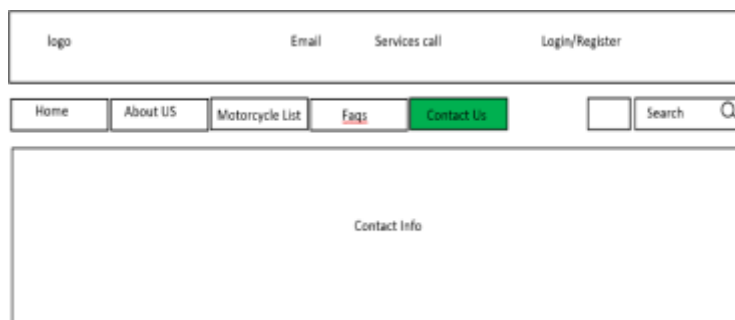 logo Email Services call Login/Register
Home About US Motorcycle List Faqs Contact Us Search
Contact Info